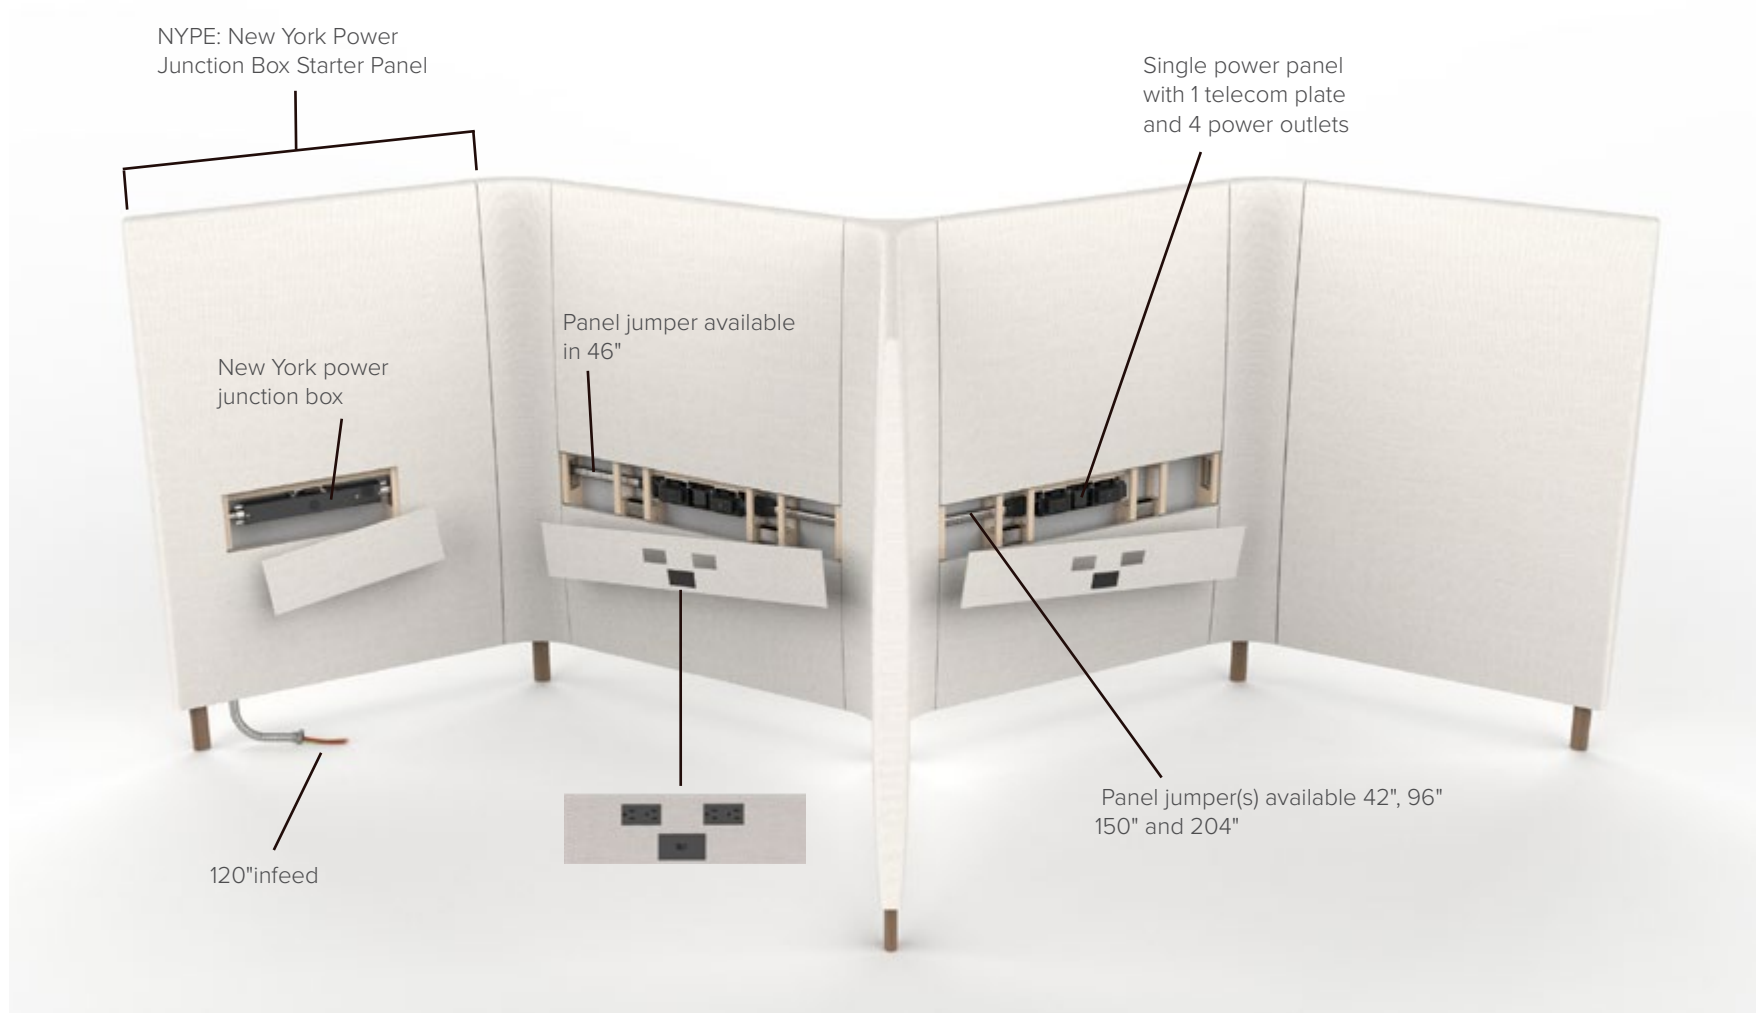 NYPE: New York Power
Junction Box Starter Panel
Single power panel
with 1 telecom plate
and 4 power outlets
Panel jumper available
in 46"
New York power
junction box
Panel jumper(s) available 42", 96"
150" and 204"
120"infeed